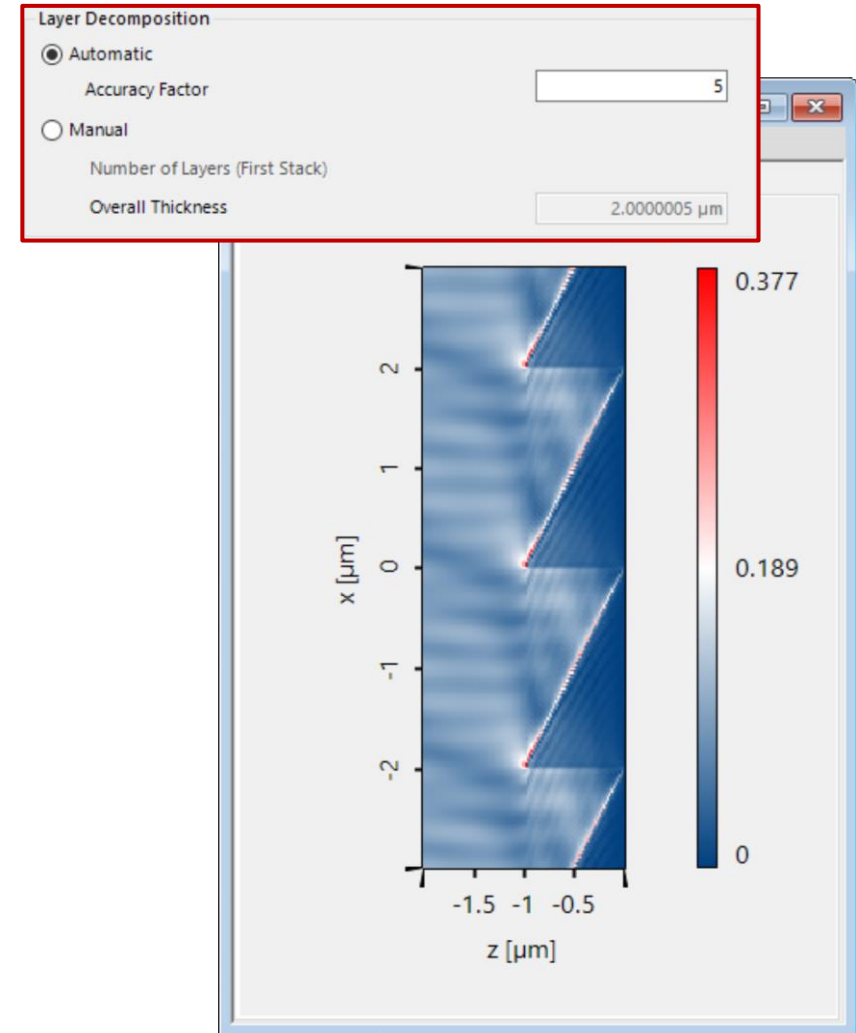 Layer Decomposition
Automatic
Accuracy Factor 5
Manual
Number of Layers (First Stack)
Overall Thickness 2.0000005 µm
0.377
0.189
0
2
1
0
-1
-2
x [µm]
-1.5 -1 -0.5
z [µm]